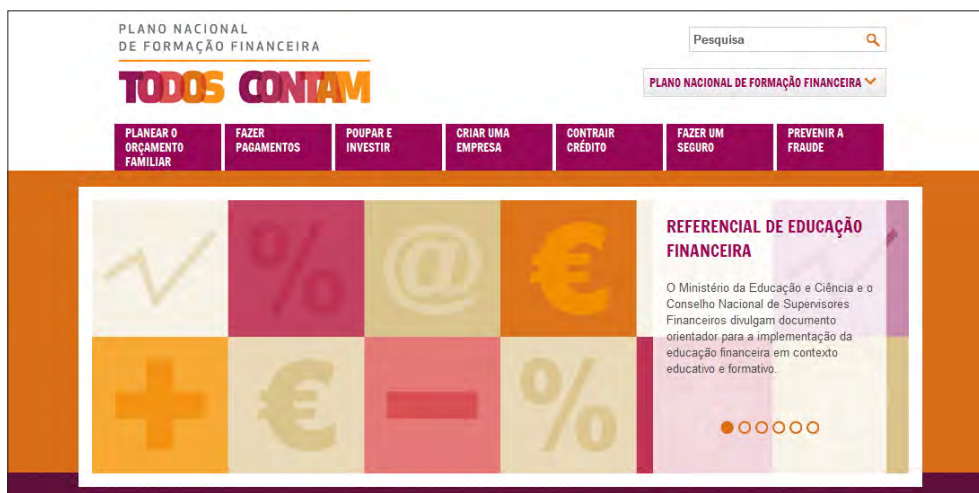 PLANO NACIONAL
DE FORMAÇÃO FINANCEIRA
TODOS CONTAM
Pesquisa
PLANO NACIONAL DE FORMAÇÃO FINANCEIRA
PLANEAR O
ORÇAMENTO
FAMILIAR
FAZER
PAGAMENTOS
POUPAR E
INVESTIR
CRIAR UMA
EMPRESA
CONTRAIR
CRÉDITO
FAZER UM
SEGURO
PREVENIR A
FRAUDE
% @ €
+ € - %
REFERENCIAL DE EDUCAÇÃO
FINANCEIRA
O Ministério da Educação e Ciência e o
Conselho Nacional de Supervisores
Financeiros divulgam documento
orientador para a implementação da
educação financeira em contexto
educativo e formativo.